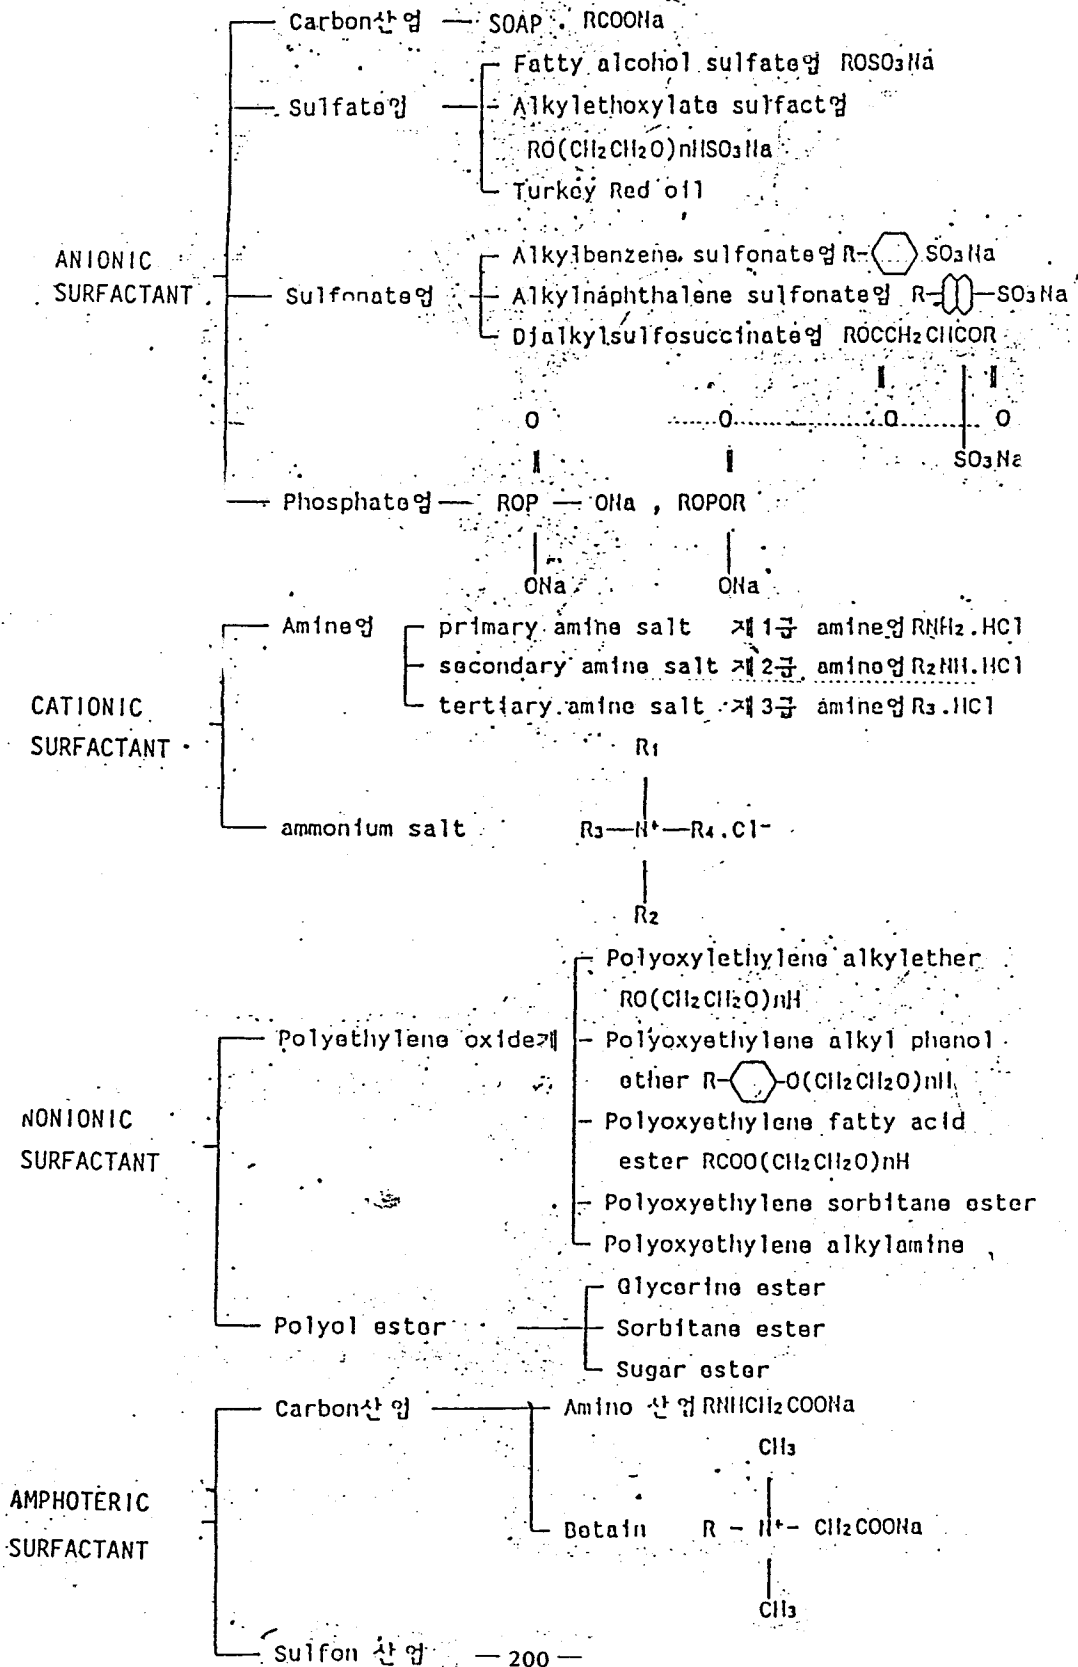 Carbon산염 — SOAP . RCOONa
Fatty alcohol sulfate염 ROSO₃Na
Sulfate염
Alkylethoxylate sulfact염
RO(CH₂CH₂O)nHSO₃Na
Turkey Red oil
ANIONIC
SURFACTANT
Alkylbenzene sulfonate염 R-SO₃Na
Sulfonate염
Alkylnaphthalene sulfonate염 R—SO₃Na
Djalkylsulfosuccinate염 ROCCH₂CHCOR
O O O O
SO₃Na
Phosphate염 — ROP — ONa , ROPOR
ONa ONa
Amine염
primary amine salt 제1급 amine염 RNH₂.HCl
secondary amine salt 제2급 amine염 R₂NH.HCl
tertiary amine salt 제3급 amine염 R₃.HCl
CATIONIC
SURFACTANT
R₁
ammonium salt R₃—N⁺—R₄.Cl⁻
R₂
Polyoxylethylene alkylether
RO(CH₂CH₂O)nH
Polyethylene oxide계
Polyoxyethylene alkyl phenol
ether R-O(CH₂CH₂O)nH
NONIONIC
SURFACTANT
Polyoxyethylene fatty acid
ester RCOO(CH₂CH₂O)nH
Polyoxyethylene sorbitane ester
Polyoxyethylene alkylamine
Glycerine ester
Polyol ester
Sorbitane ester
Sugar ester
Carbon산염
Amino 산염 RNHCH₂COONa
CH₃
AMPHOTERIC
SURFACTANT
Betain R - N⁺- CH₂COONa
CH₃
Sulfon 산염
— 200 —